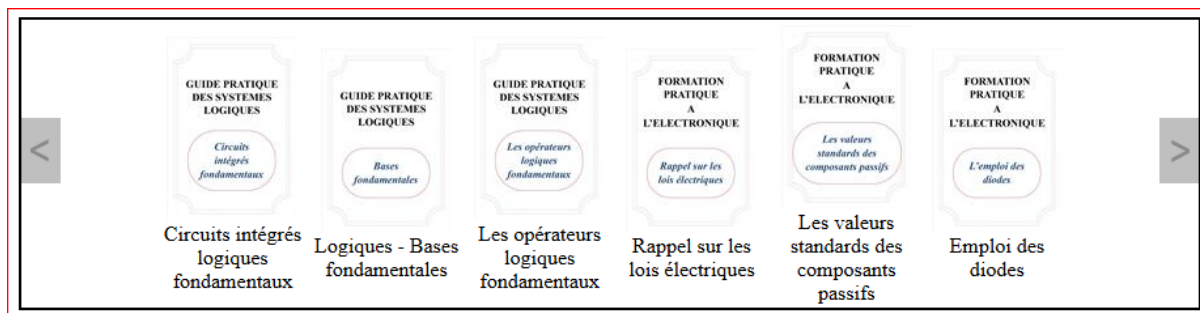 <
GUIDE PRATIQUE
DES SYSTEMES
LOGIQUES
Circuits
intégrés
fondamentaux
Circuits intégrés
logiques
fondamentaux
GUIDE PRATIQUE
DES SYSTEMES
LOGIQUES
Bases
fondamentales
Logiques - Bases
fondamentales
GUIDE PRATIQUE
DES SYSTEMES
LOGIQUES
Les opérateurs
logiques
fondamentaux
Les opérateurs
logiques
fondamentaux
FORMATION
PRATIQUE
A
L'ELECTRONIQUE
Rappel sur les
lois électriques
Rappel sur les
lois électriques
FORMATION
PRATIQUE
A
L'ELECTRONIQUE
Les valeurs
standards des
composants passifs
Les valeurs
standards des
composants
passifs
FORMATION
PRATIQUE
A
L'ELECTRONIQUE
L'emploi des
diodes
Emploi des
diodes
>